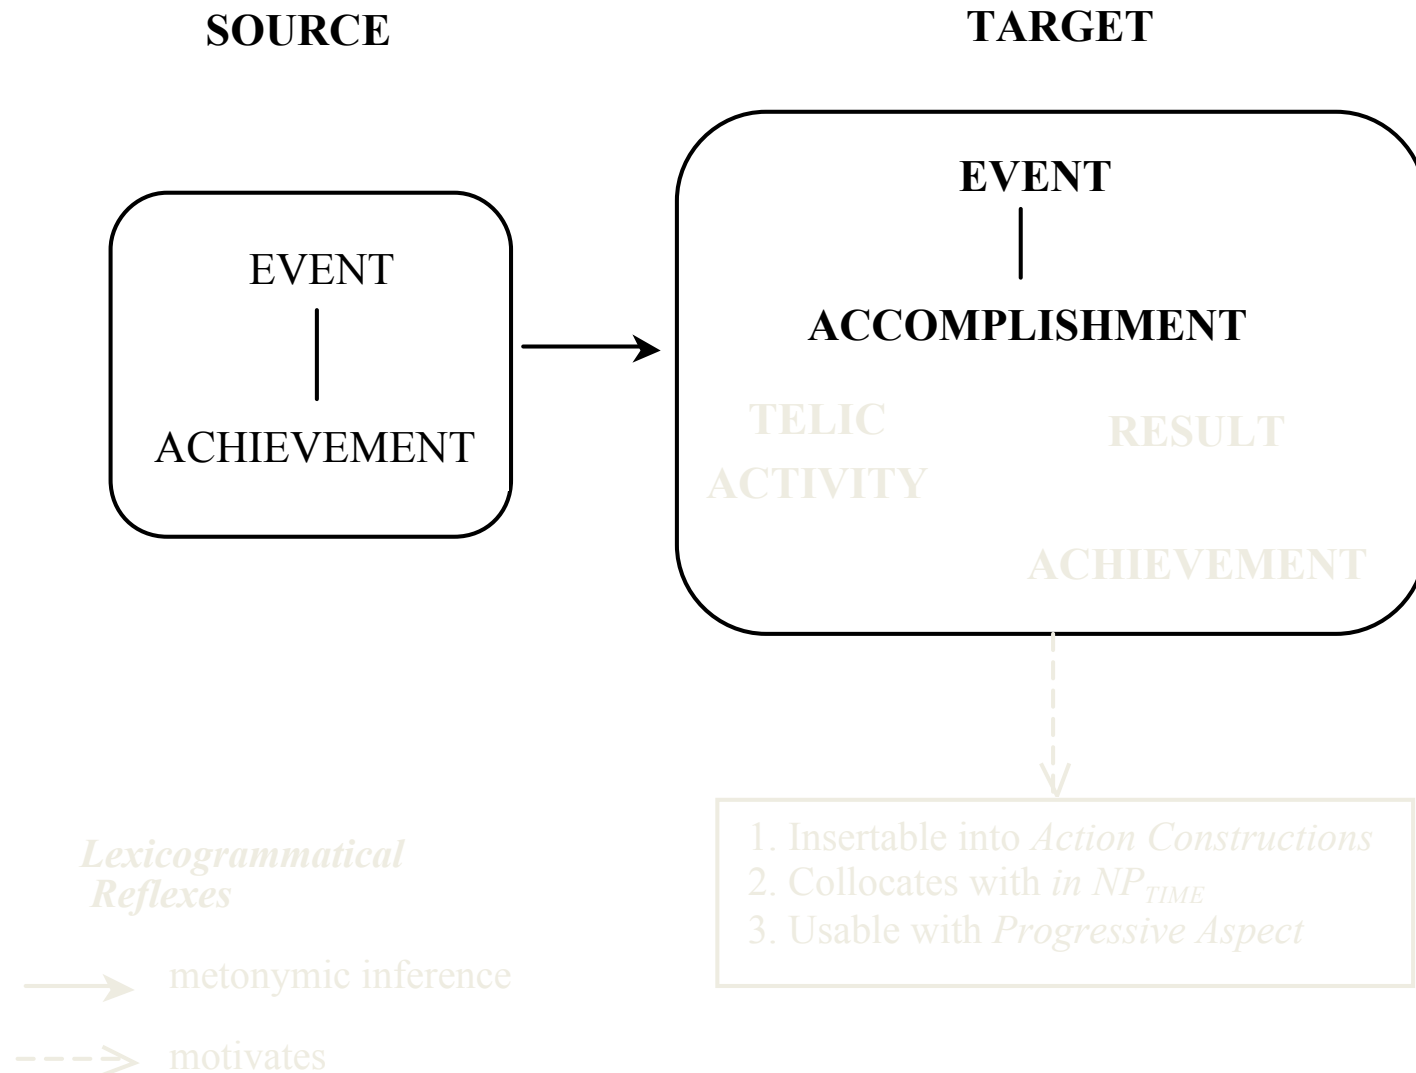 SOURCE
TARGET
EVENT
ACHIEVEMENT
EVENT
ACCOMPLISHMENT
TELIC
ACTIVITY
RESULT
ACHIEVEMENT
1. Insertable into Action Constructions
2. Collocates with in NP_TIME
3. Usable with Progressive Aspect
Lexicogrammatical
Reflexes
metonymic inference
motivates